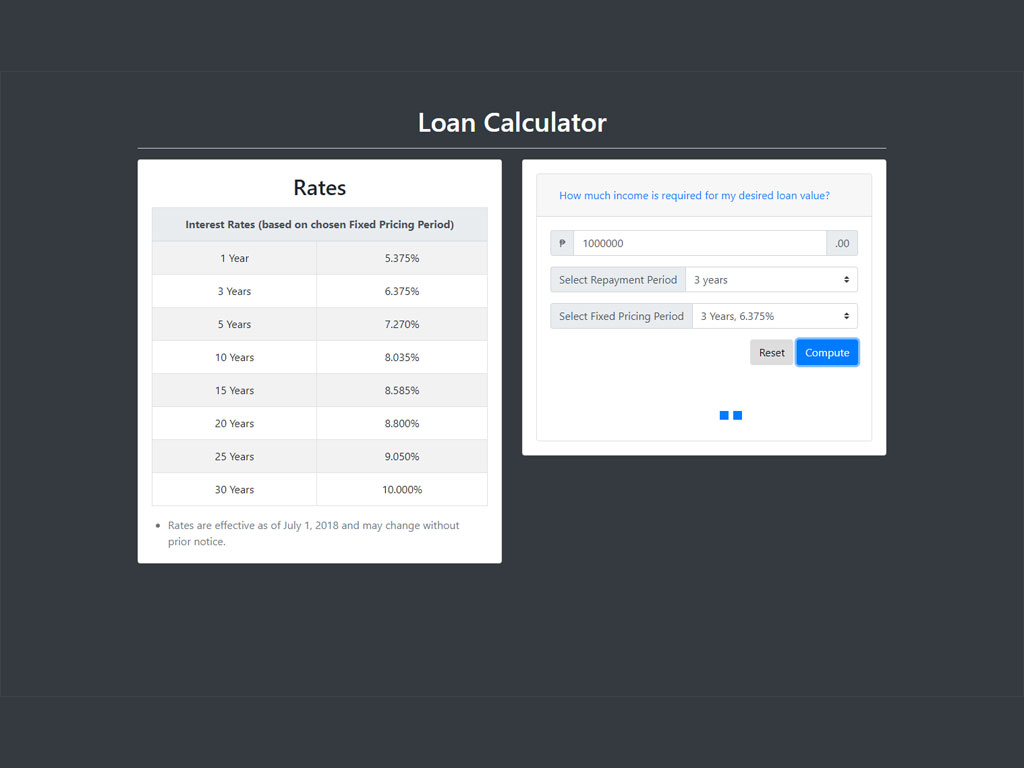 Loan Calculator
Rates
Interest Rates (based on chosen Fixed Pricing Period)
1 Year 5.375%
3 Years 6.375%
5 Years 7.270%
10 Years 8.035%
15 Years 8.585%
20 Years 8.800%
25 Years 9.050%
30 Years 10.000%
Rates are effective as of July 1, 2018 and may change without
prior notice.
How much income is required for my desired loan value?
₱ 1000000 .00
Select Repayment Period 3 years
Select Fixed Pricing Period 3 Years, 6.375%
Reset Compute